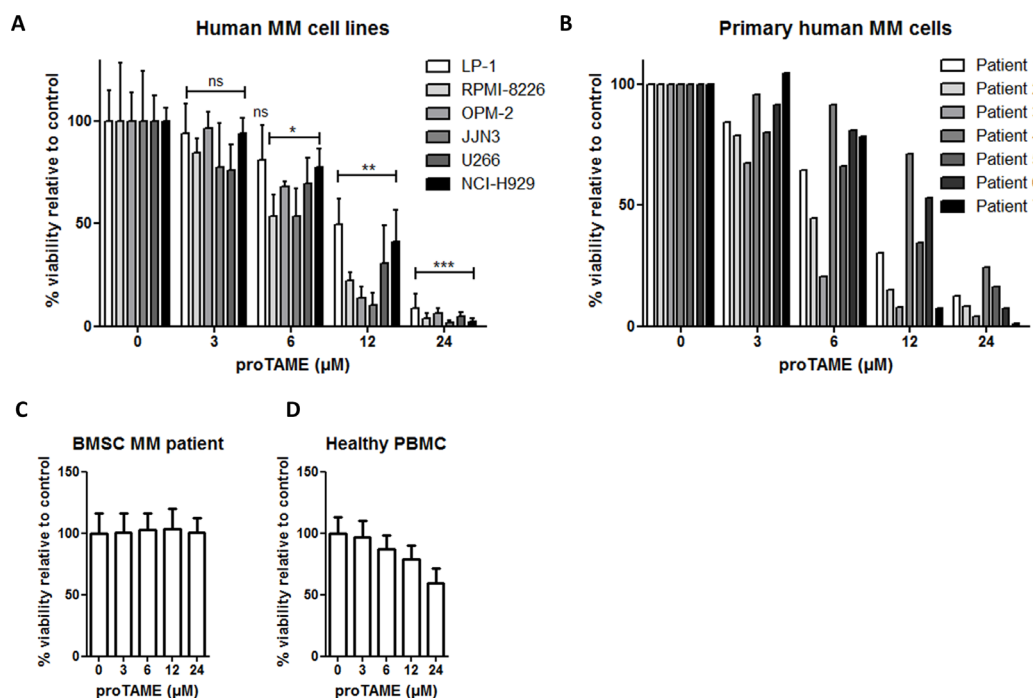 A
Human MM cell lines
% viability relative to control
100
50
0
ns
ns
*
**
***
LP-1
RPMI-8226
OPM-2
JJN3
U266
NCI-H929
0 3 6 12 24
proTAME (µM)
B
Primary human MM cells
% viability relative to control
100
50
0
Patient
Patient
Patient
Patient
Patient
Patient
Patient
0 3 6 12 24
proTAME (µM)
C
BMSC MM patient
% viability relative to control
150
100
50
0
0 3 6 12 24
proTAME (µM)
D
Healthy PBMC
% viability relative to control
150
100
50
0
0 3 6 12 24
proTAME (µM)